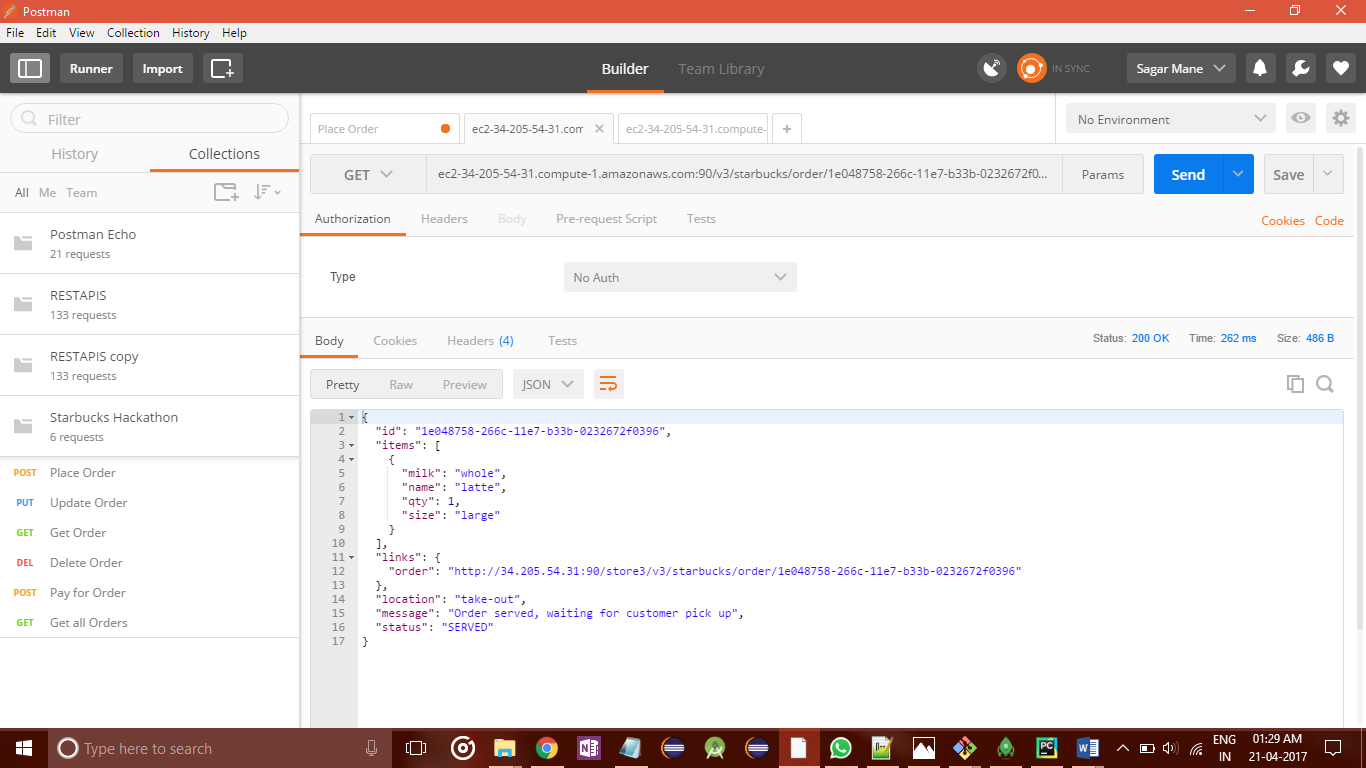 Postman
File Edit View Collection History Help
Runner Import Builder Team Library IN SYNC Sagar Mane
Filter
History Collections
All Me Team
Postman Echo
21 requests
RESTAPIS
133 requests
RESTAPIS copy
133 requests
Starbucks Hackathon
6 requests
POST Place Order
PUT Update Order
GET Get Order
DEL Delete Order
POST Pay for Order
GET Get all Orders
Place Order ec2-34-205-54-31.com ec2-34-205-54-31.compute- + No Environment
GET ec2-34-205-54-31.compute-1.amazonaws.com:90/v3/starbucks/order/1e048758-266c-11e7-b33b-0232672f0... Params Send Save
Authorization Headers Body Pre-request Script Tests Cookies Code
Type No Auth
Body Cookies Headers (4) Tests Status: 200 OK Time: 262 ms Size: 486 B
Pretty Raw Preview JSON
1 {
2 "id": "1e048758-266c-11e7-b33b-0232672f0396",
3 "items": [
4 {
5 "milk": "whole",
6 "name": "latte",
7 "qty": 1,
8 "size": "large"
9 }
10 ],
11 "links": {
12 "order": "http://34.205.54.31:90/store3/v3/starbucks/order/1e048758-266c-11e7-b33b-0232672f0396"
13 },
14 "location": "take-out",
15 "message": "Order served, waiting for customer pick up",
16 "status": "SERVED"
17 }
Type here to search
ENG 01:29 AM
IN 21-04-2017